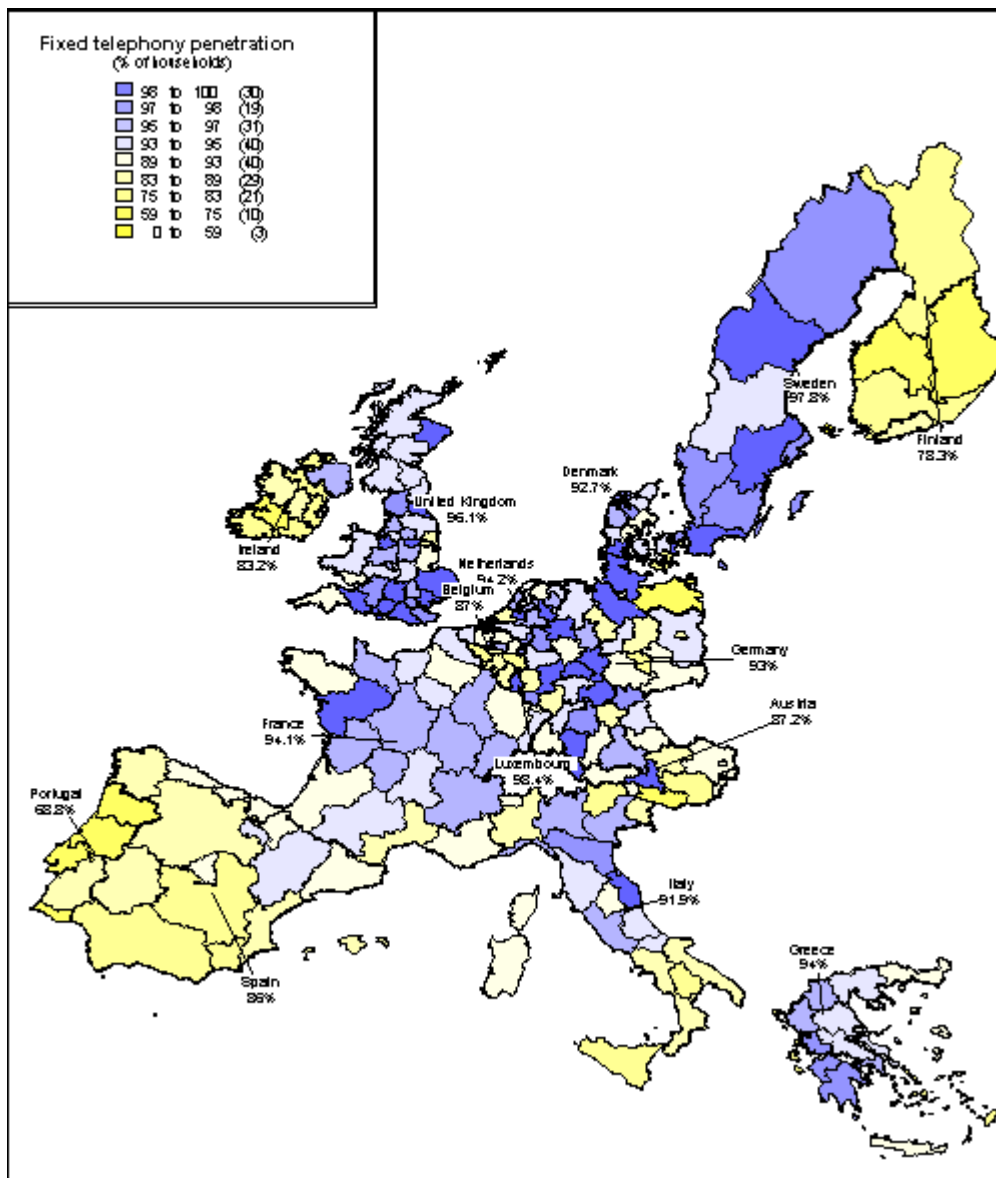 Fixed telephony penetration
(% of households)
98 to 100 (30)
97 to 98 (19)
95 to 97 (31)
93 to 95 (40)
89 to 93 (40)
83 to 89 (29)
75 to 83 (21)
59 to 75 (10)
0 to 59 (3)
Sweden
97.8%
Finland
78.3%
Denmark
92.7%
United Kingdom
96.1%
Ireland
83.2%
Netherlands
94.2%
Belgium
87%
Germany
93%
Austria
87.2%
France
94.1%
Luxembourg
98.4%
Portugal
68.8%
Italy
91.9%
Greece
94%
Spain
86%